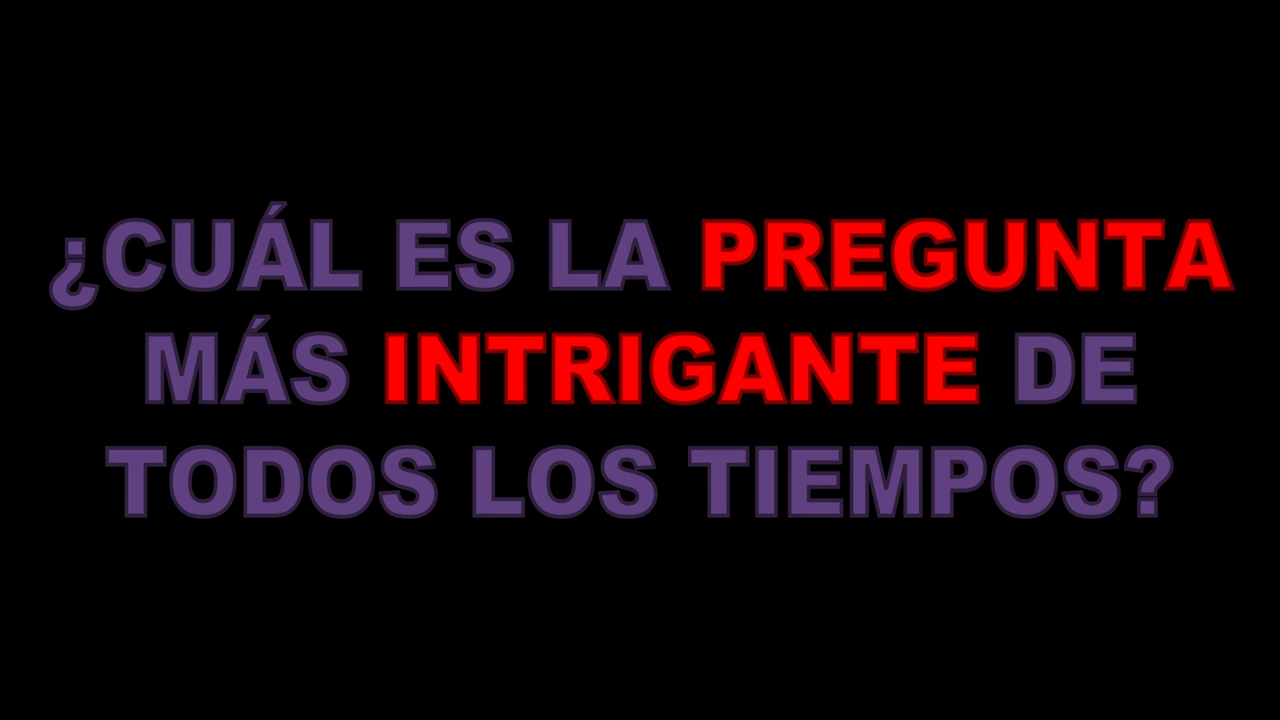 ¿CUÁL ES LA PREGUNTA
MÁS INTRIGANTE DE
TODOS LOS TIEMPOS?